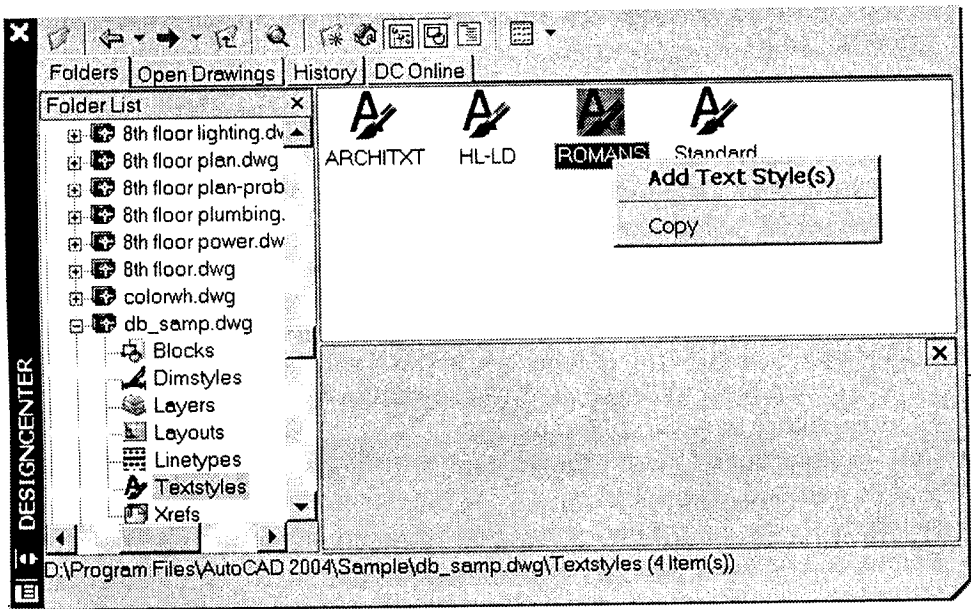 Folders Open Drawings History DC Online
Folder List
8th floor lighting.dv
8th floor plan.dwg
8th floor plan-prob
8th floor plumbing.
8th floor power.dw
8th floor.dwg
colorwh.dwg
db_samp.dwg
Blocks
Dimstyles
Layers
Layouts
Linetypes
Textstyles
Xrefs
ARCHITXT HL-LD ROMANS Standard
Add Text Style(s)
Copy
DESIGNCENTER
D:\Program Files\AutoCAD 2004\Sample\db_samp.dwg\Textstyles (4 Item(s))